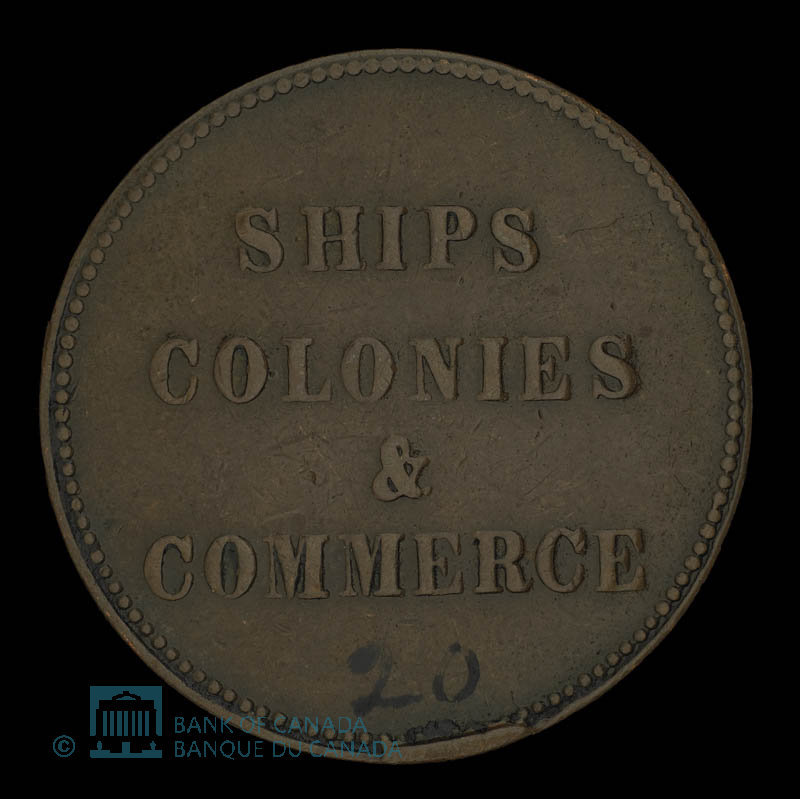 SHIPS
COLONIES
&
COMMERCE
20
© BANK OF CANADA
BANQUE DU CANADA